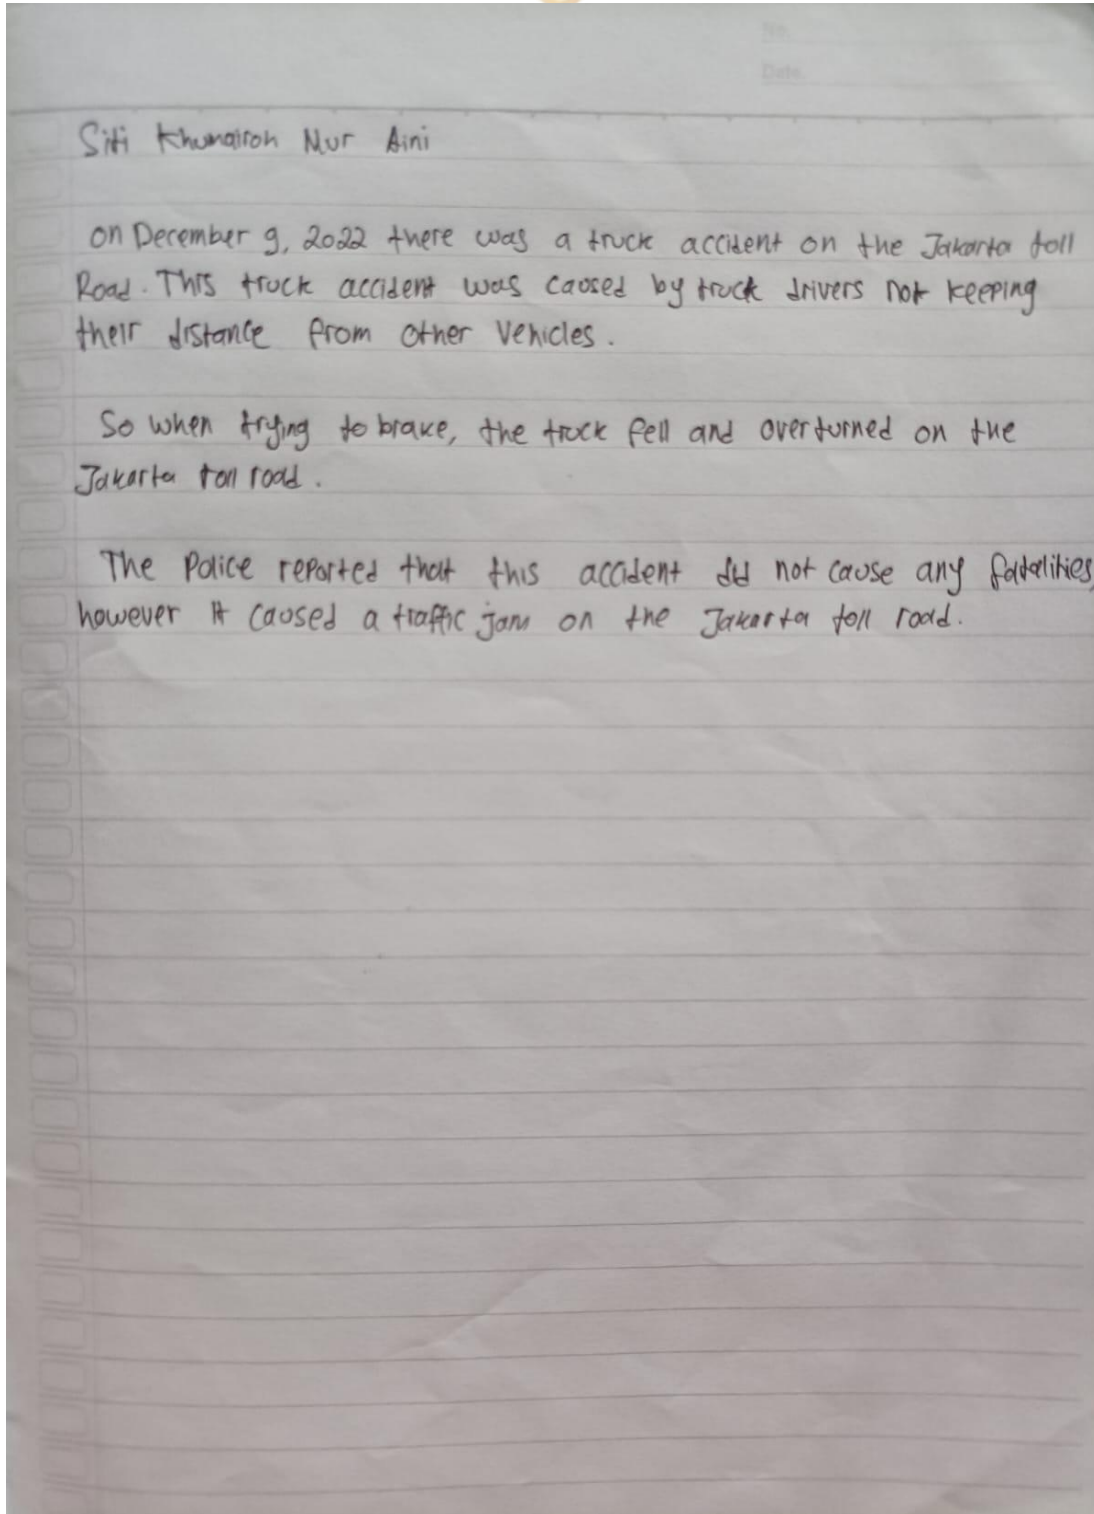 No.
Date.
Siti Khumairoh Nur Aini
on December 9, 2022 there was a truck accident on the Jakarta toll
Road. This truck accident was caused by truck drivers not keeping
their distance from other Vehicles.
So when trying to brake, the truck fell and overturned on the
Jakarta toll road.
The Police reported that this accident did not cause any fatalities,
however it caused a traffic jam on the Jakarta toll road.